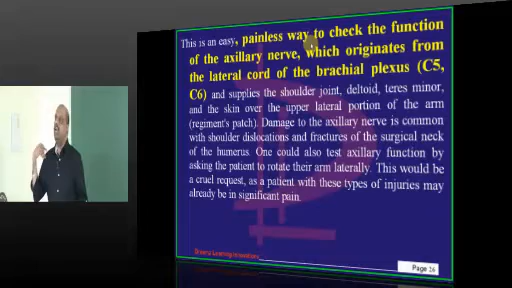 This is an easy, painless way to check the function
of the axillary nerve, which originates from
the lateral cord of the brachial plexus (C5,
C6) and supplies the shoulder joint, deltoid, teres minor,
and the skin over the upper lateral portion of the arm
(regiment's patch). Damage to the axillary nerve is common
with shoulder dislocations and fractures of the surgical neck
of the humerus. One could also test axillary function by
asking the patient to rotate their arm laterally. This would be
a cruel request, as a patient with these types of injuries may
already be in significant pain.
Page 24